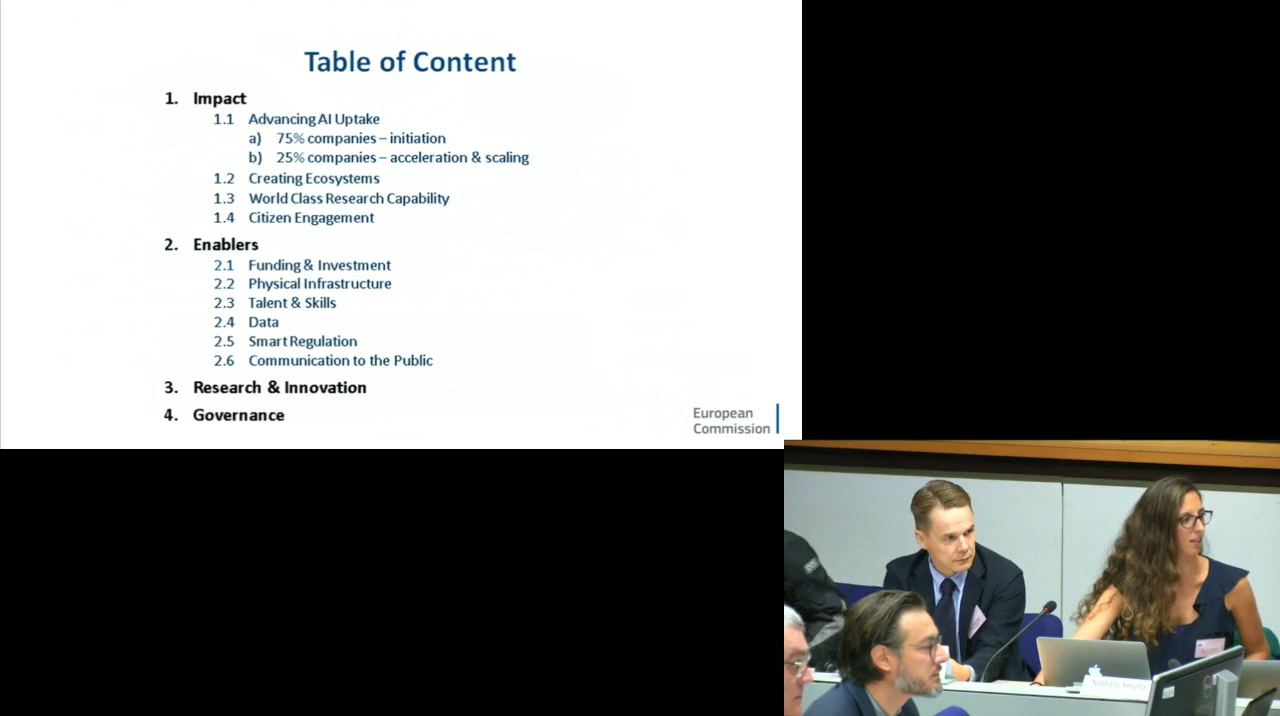 Table of Content
1. Impact
1.1 Advancing AI Uptake
a) 75% companies – initiation
b) 25% companies – acceleration & scaling
1.2 Creating Ecosystems
1.3 World Class Research Capability
1.4 Citizen Engagement
2. Enablers
2.1 Funding & Investment
2.2 Physical Infrastructure
2.3 Talent & Skills
2.4 Data
2.5 Smart Regulation
2.6 Communication to the Public
3. Research & Innovation
4. Governance
European
Commission